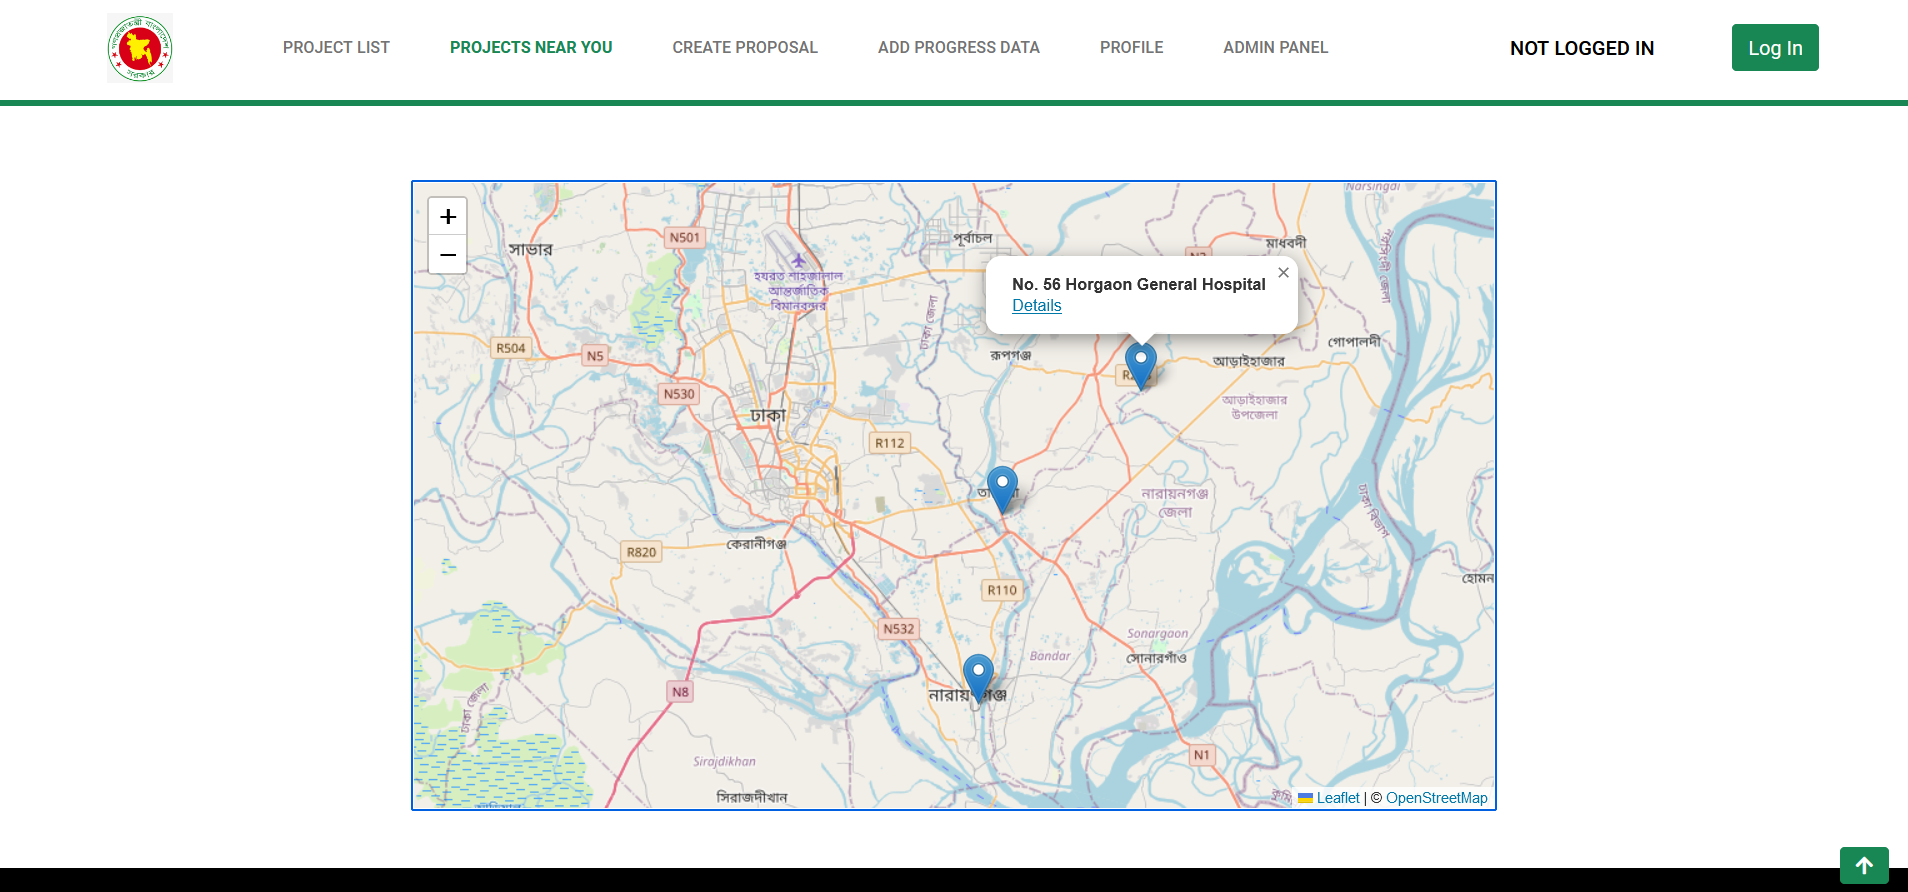 PROJECT LIST
PROJECTS NEAR YOU
CREATE PROPOSAL
ADD PROGRESS DATA
PROFILE
ADMIN PANEL
NOT LOGGED IN
Log In
+
−
সাভার
N501
হযরত শাহজালাল
আন্তর্জাতিক
বিমানবন্দর
পূর্বাচল
Narsingdi
মাধবদী
No. 56 Horgaon General Hospital
×
Details
ঢাকা জেলা
R504
N5
N530
রূপগঞ্জ
আড়াইহাজার
গোপালদী
আড়াইহাজার
উপজেলা
ঢাকা
R112
নারায়নগঞ্জ
জেলা
ঢাকা বিভাগ
R820
কেরানীগঞ্জ
R110
N532
Sonargaon
সোনারগাঁও
Bandar
N8
ঢাকা জেলা
Sirajdikhan
সিরাজদীখান
N1
Leaflet | © OpenStreetMap